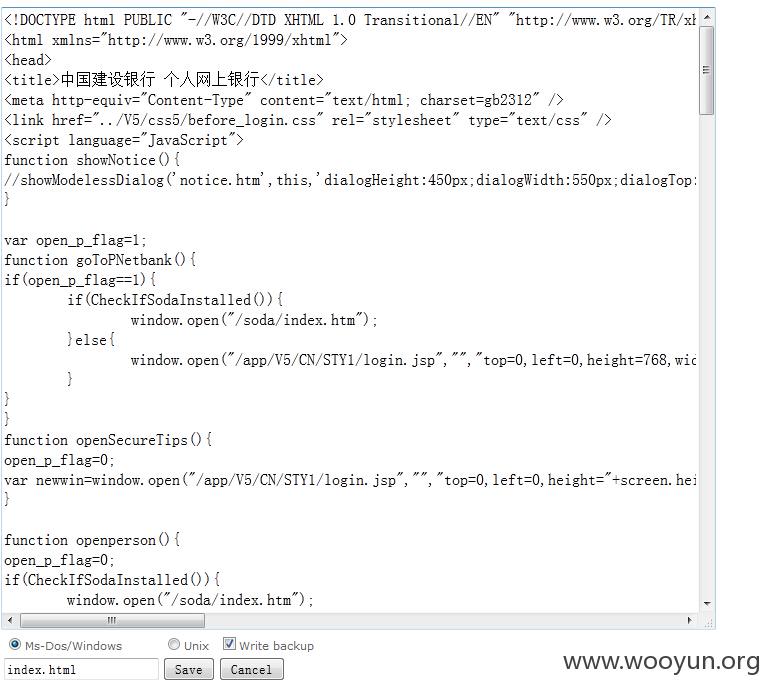 <!DOCTYPE html PUBLIC "-//W3C//DTD XHTML 1.0 Transitional//EN" "http://www.w3.org/TR/xh
<html xmlns="http://www.w3.org/1999/xhtml">
<head>
<title>中国建设银行 个人网上银行</title>
<meta http-equiv="Content-Type" content="text/html; charset=gb2312" />
<link href="../V5/css5/before_login.css" rel="stylesheet" type="text/css" />
<script language="JavaScript">
function showNotice(){
//showModelessDialog('notice.htm',this,'dialogHeight:450px;dialogWidth:550px;dialogTop:
}
var open_p_flag=1;
function goToPNetbank(){
if(open_p_flag==1){
if(CheckIfSodaInstalled()){
window.open("/soda/index.htm");
}else{
window.open("/app/V5/CN/STY1/login.jsp","","top=0,left=0,height=768,wid
}
}
}
function openSecureTips(){
open_p_flag=0;
var newwin=window.open("/app/V5/CN/STY1/login.jsp","","top=0,left=0,height="+screen.hei
}
function openperson(){
open_p_flag=0;
if(CheckIfSodaInstalled()){
window.open("/soda/index.htm");
Ms-Dos/Windows Unix Write backup
index.html Save Cancel
www.wooyun.org